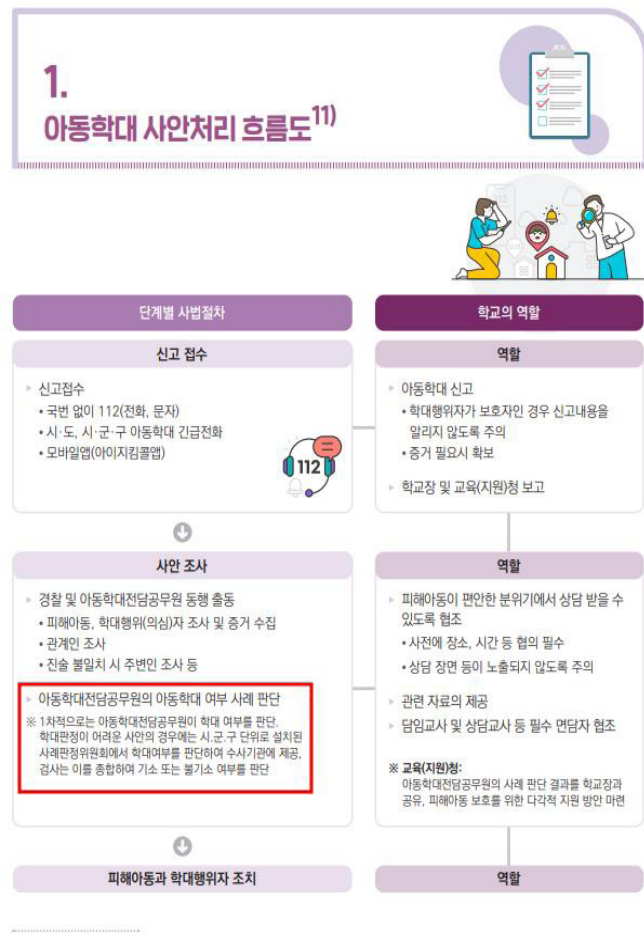 1.
아동학대 사안처리 흐름도11)
단계별 사법절차
신고 접수
▹ 신고접수
• 국번 없이 112(전화, 문자)
• 시·도, 시·군·구 아동학대 긴급전화
• 모바일앱(아이지킴콜앱)
112
사안 조사
▹ 경찰 및 아동학대전담공무원 동행 출동
• 피해아동, 학대행위(의심)자 조사 및 증거 수집
• 관계인 조사
• 진술 불일치 시 주변인 조사 등
▹ 아동학대전담공무원의 아동학대 여부 사례 판단
※ 1차적으로는 아동학대전담공무원이 학대 여부를 판단.
학대판정이 어려운 사안의 경우에는 시.군.구 단위로 설치된
사례판정위원회에서 학대여부를 판단하여 수사기관에 제공,
검사는 이를 종합하여 기소 또는 불기소 여부를 판단
피해아동과 학대행위자 조치
학교의 역할
역할
▹ 아동학대 신고
• 학대행위자가 보호자인 경우 신고내용을
알리지 않도록 주의
• 증거 필요시 확보
▹ 학교장 및 교육(지원)청 보고
역할
▹ 피해아동이 편안한 분위기에서 상담 받을 수
있도록 협조
• 사전에 장소, 시간 등 협의 필수
• 상담 장면 등이 노출되지 않도록 주의
▹ 관련 자료의 제공
▹ 담임교사 및 상담교사 등 필수 면담자 협조
※ 교육(지원)청:
아동학대전담공무원의 사례 판단 결과를 학교장과
공유, 피해아동 보호를 위한 다각적 지원 방안 마련
역할